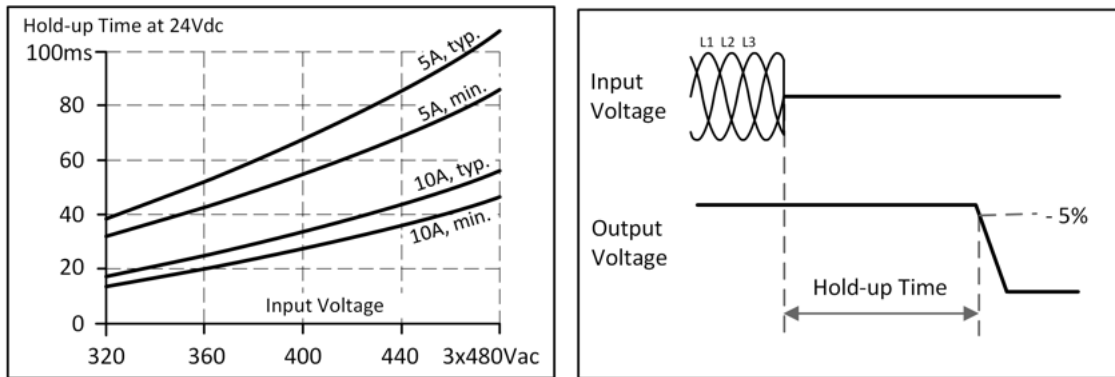 Hold-up Time at 24Vdc
100ms
80
60
40
20
0
5A, typ.
5A, min.
10A, typ.
10A, min.
Input Voltage
320 360 400 440 3x480Vac
L1 L2 L3
Input
Voltage
Output
Voltage
- 5%
Hold-up Time